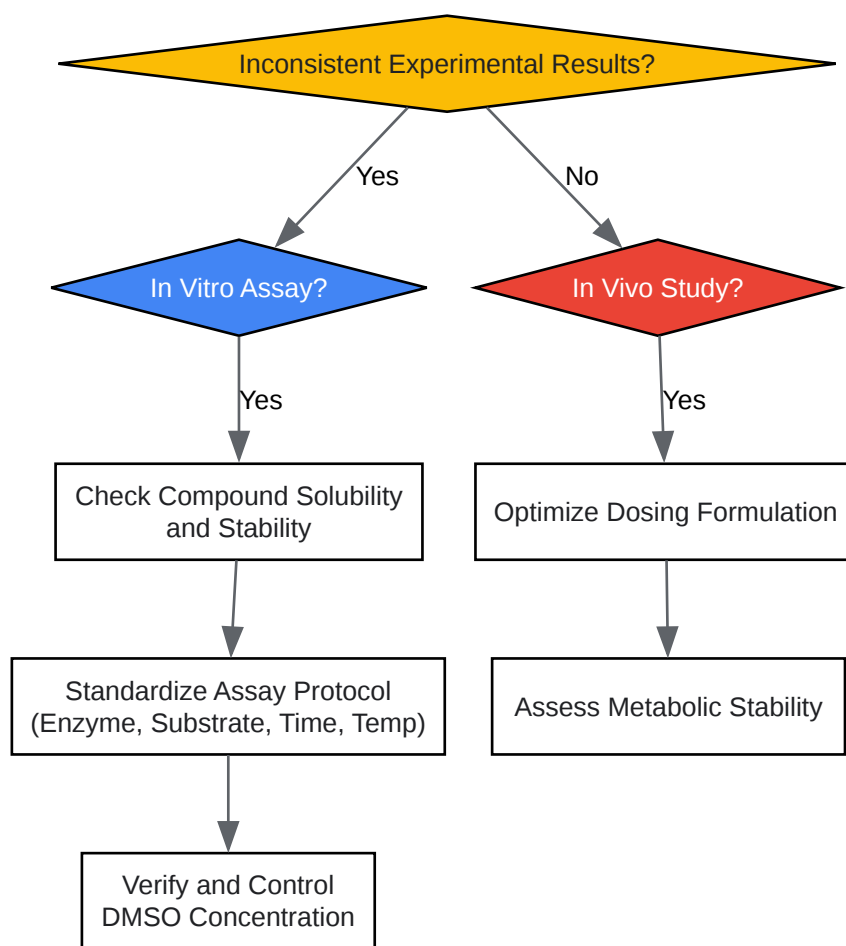 Inconsistent Experimental Results?
Yes
No
In Vitro Assay?
In Vivo Study?
Yes
Yes
Check Compound Solubility
and Stability
Optimize Dosing Formulation
Standardize Assay Protocol
(Enzyme, Substrate, Time, Temp)
Assess Metabolic Stability
Verify and Control
DMSO Concentration